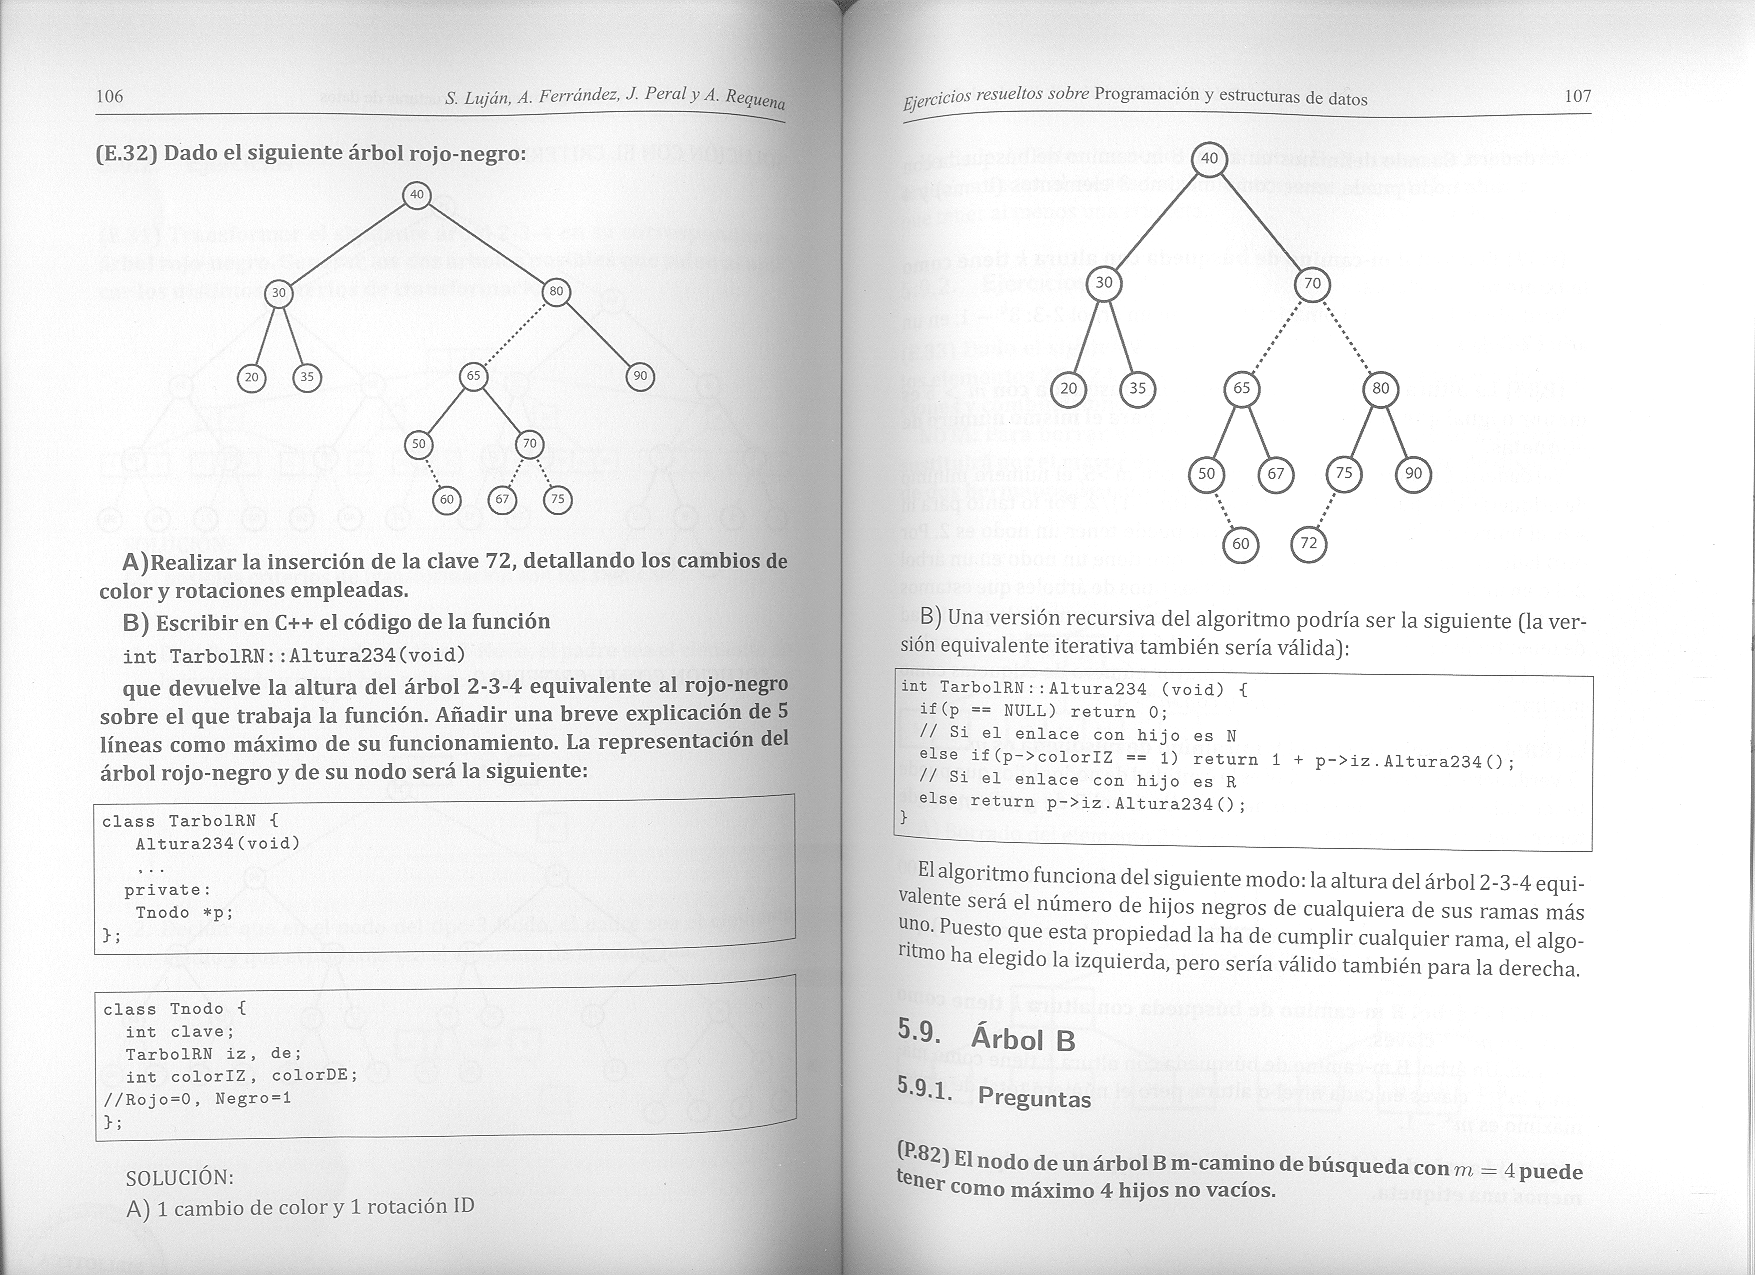 106
S. Luján, A. Ferrández, J. Peral y A. Requena
(E.32) Dado el siguiente árbol rojo-negro:
40
30
80
20
35
65
90
50
70
60
67
75
A)Realizar la inserción de la clave 72, detallando los cambios de
color y rotaciones empleadas.
B) Escribir en C++ el código de la función
int TarbolRN::Altura234(void)
que devuelve la altura del árbol 2-3-4 equivalente al rojo-negro
sobre el que trabaja la función. Añadir una breve explicación de 5
líneas como máximo de su funcionamiento. La representación del
árbol rojo-negro y de su nodo será la siguiente:
class TarbolRN {
Altura234(void)
...
private:
Tnodo *p;
};
class Tnodo {
int clave;
TarbolRN iz, de;
int colorIZ, colorDE;
//Rojo=0, Negro=1
};
SOLUCIÓN:
A) 1 cambio de color y 1 rotación ID
Ejercicios resueltos sobre Programación y estructuras de datos
107
40
30
70
20
35
65
80
50
67
75
90
60
72
B) Una versión recursiva del algoritmo podría ser la siguiente (la ver-
sión equivalente iterativa también sería válida):
int TarbolRN::Altura234 (void) {
if(p == NULL) return 0;
// Si el enlace con hijo es N
else if(p->colorIZ == 1) return 1 + p->iz.Altura234();
// Si el enlace con hijo es R
else return p->iz.Altura234();
}
El algoritmo funciona del siguiente modo: la altura del árbol 2-3-4 equi-
valente será el número de hijos negros de cualquiera de sus ramas más
uno. Puesto que esta propiedad la ha de cumplir cualquier rama, el algo-
ritmo ha elegido la izquierda, pero sería válido también para la derecha.
5.9. Árbol B
5.9.1. Preguntas
(P.82) El nodo de un árbol B m-camino de búsqueda con m = 4 puede
tener como máximo 4 hijos no vacíos.